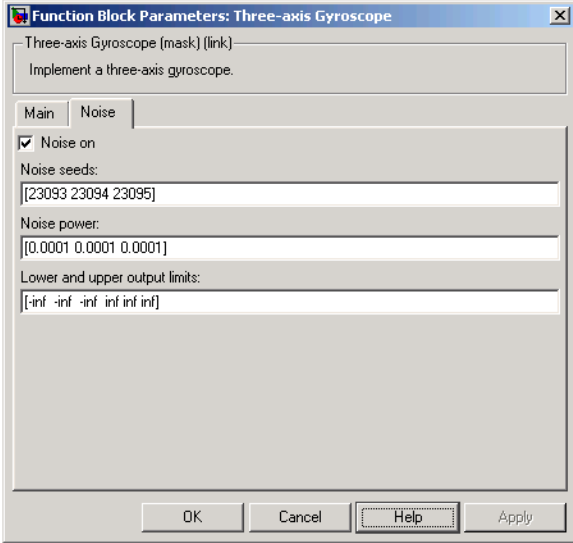 Function Block Parameters: Three-axis Gyroscope
Three-axis Gyroscope (mask) (link)
Implement a three-axis gyroscope.
Main Noise
Noise on
Noise seeds:
[23093 23094 23095]
Noise power:
[0.0001 0.0001 0.0001]
Lower and upper output limits:
[-inf -inf -inf inf inf inf]
OK Cancel Help Apply